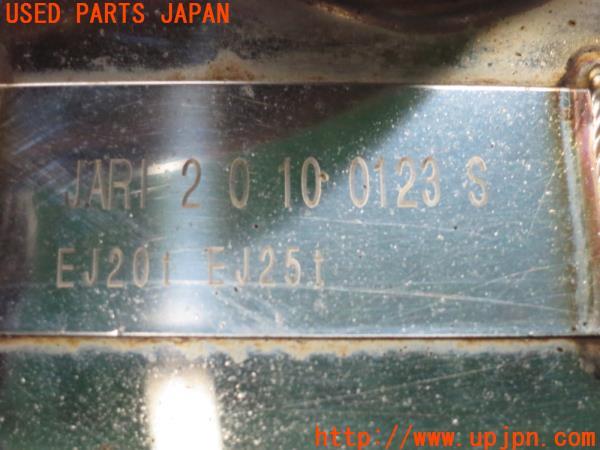 USED PARTS JAPAN
JARI 2 0 10 0123 S
EJ20t EJ25t
http://www.upjpn.com